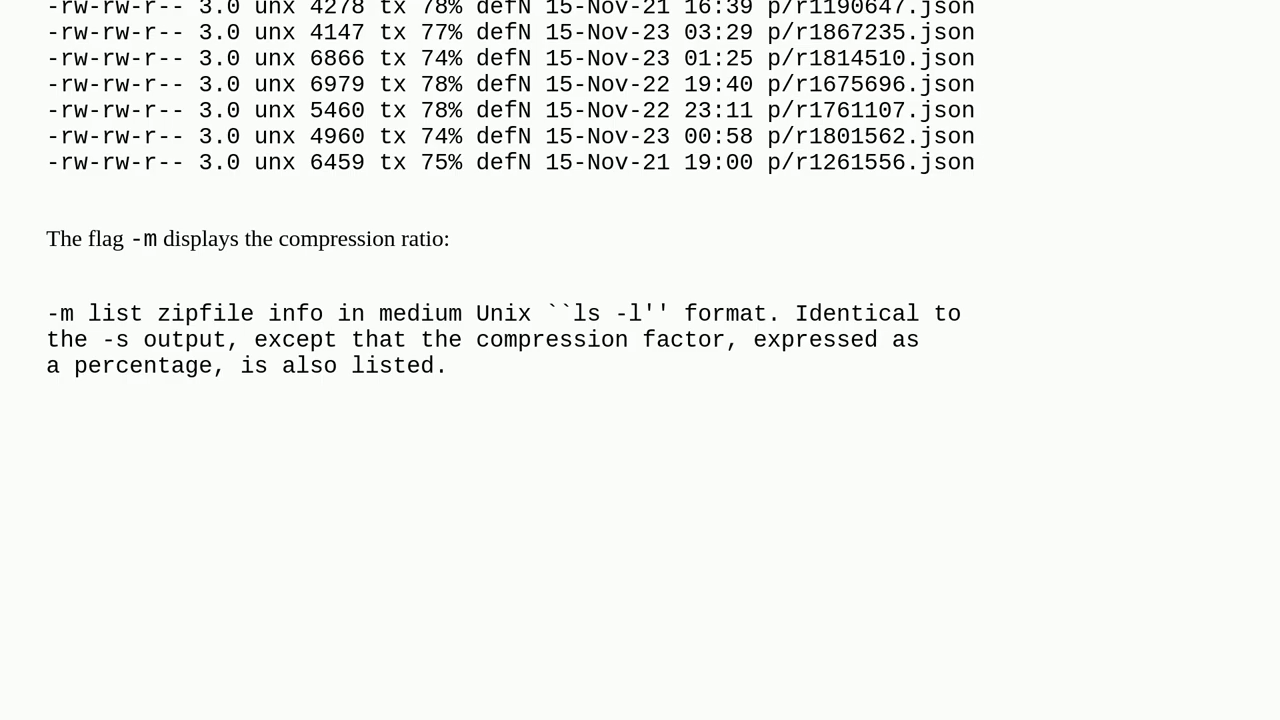 -rw-rw-r-- 3.0 unx 4278 tx 78% defN 15-Nov-21 16:39 p/r1190647.json
-rw-rw-r-- 3.0 unx 4147 tx 77% defN 15-Nov-23 03:29 p/r1867235.json
-rw-rw-r-- 3.0 unx 6866 tx 74% defN 15-Nov-23 01:25 p/r1814510.json
-rw-rw-r-- 3.0 unx 6979 tx 78% defN 15-Nov-22 19:40 p/r1675696.json
-rw-rw-r-- 3.0 unx 5460 tx 78% defN 15-Nov-22 23:11 p/r1761107.json
-rw-rw-r-- 3.0 unx 4960 tx 74% defN 15-Nov-23 00:58 p/r1801562.json
-rw-rw-r-- 3.0 unx 6459 tx 75% defN 15-Nov-21 19:00 p/r1261556.json
The flag -m displays the compression ratio:
-m list zipfile info in medium Unix ``ls -l'' format. Identical to
the -s output, except that the compression factor, expressed as
a percentage, is also listed.